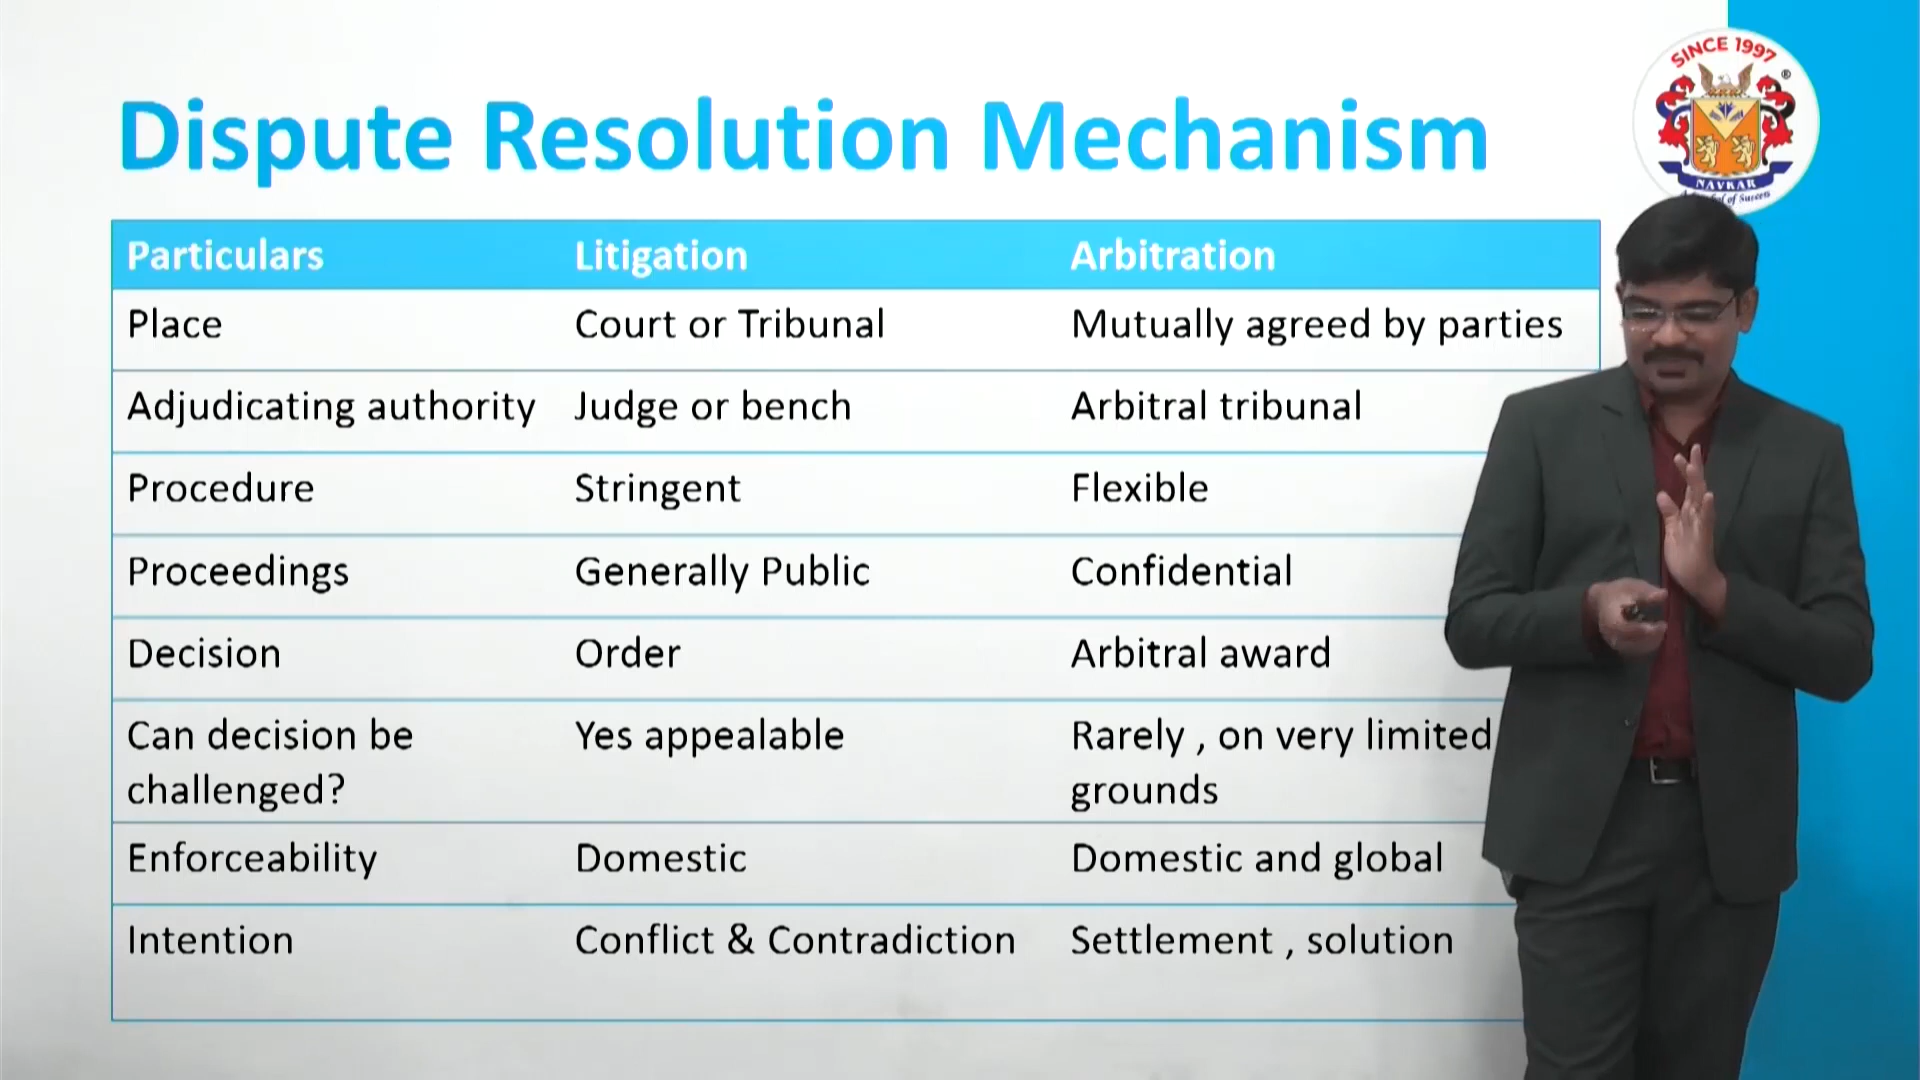 Dispute Resolution Mechanism
SINCE 1997
®
NAVKAR
Particulars Litigation Arbitration
Place Court or Tribunal Mutually agreed by parties
Adjudicating authority Judge or bench Arbitral tribunal
Procedure Stringent Flexible
Proceedings Generally Public Confidential
Decision Order Arbitral award
Can decision be Yes appealable Rarely , on very limited
challenged? grounds
Enforceability Domestic Domestic and global
Intention Conflict & Contradiction Settlement , solution